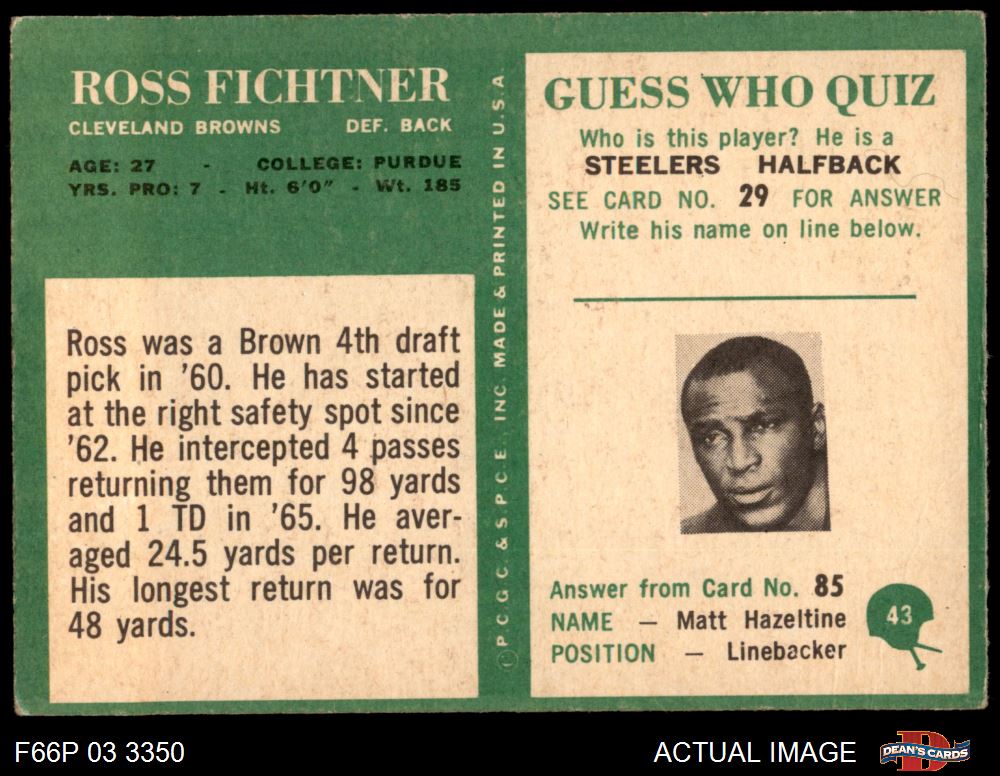 ROSS FICHTNER
CLEVELAND BROWNS DEF. BACK
AGE: 27 - COLLEGE: PURDUE
YRS. PRO: 7 - Ht. 6'0" - Wt. 185
Ross was a Brown 4th draft
pick in '60. He has started
at the right safety spot since
'62. He intercepted 4 passes
returning them for 98 yards
and 1 TD in '65. He aver-
aged 24.5 yards per return.
His longest return was for
48 yards.
© P.C.G.C. & S.P.C.E., INC. MADE & PRINTED IN U.S.A.
GUESS WHO QUIZ
Who is this player? He is a
STEELERS HALFBACK
SEE CARD NO. 29 FOR ANSWER
Write his name on line below.
Answer from Card No. 85
NAME — Matt Hazeltine
POSITION — Linebacker
43
F66P 03 3350
ACTUAL IMAGE
D
DEAN'S CARDS